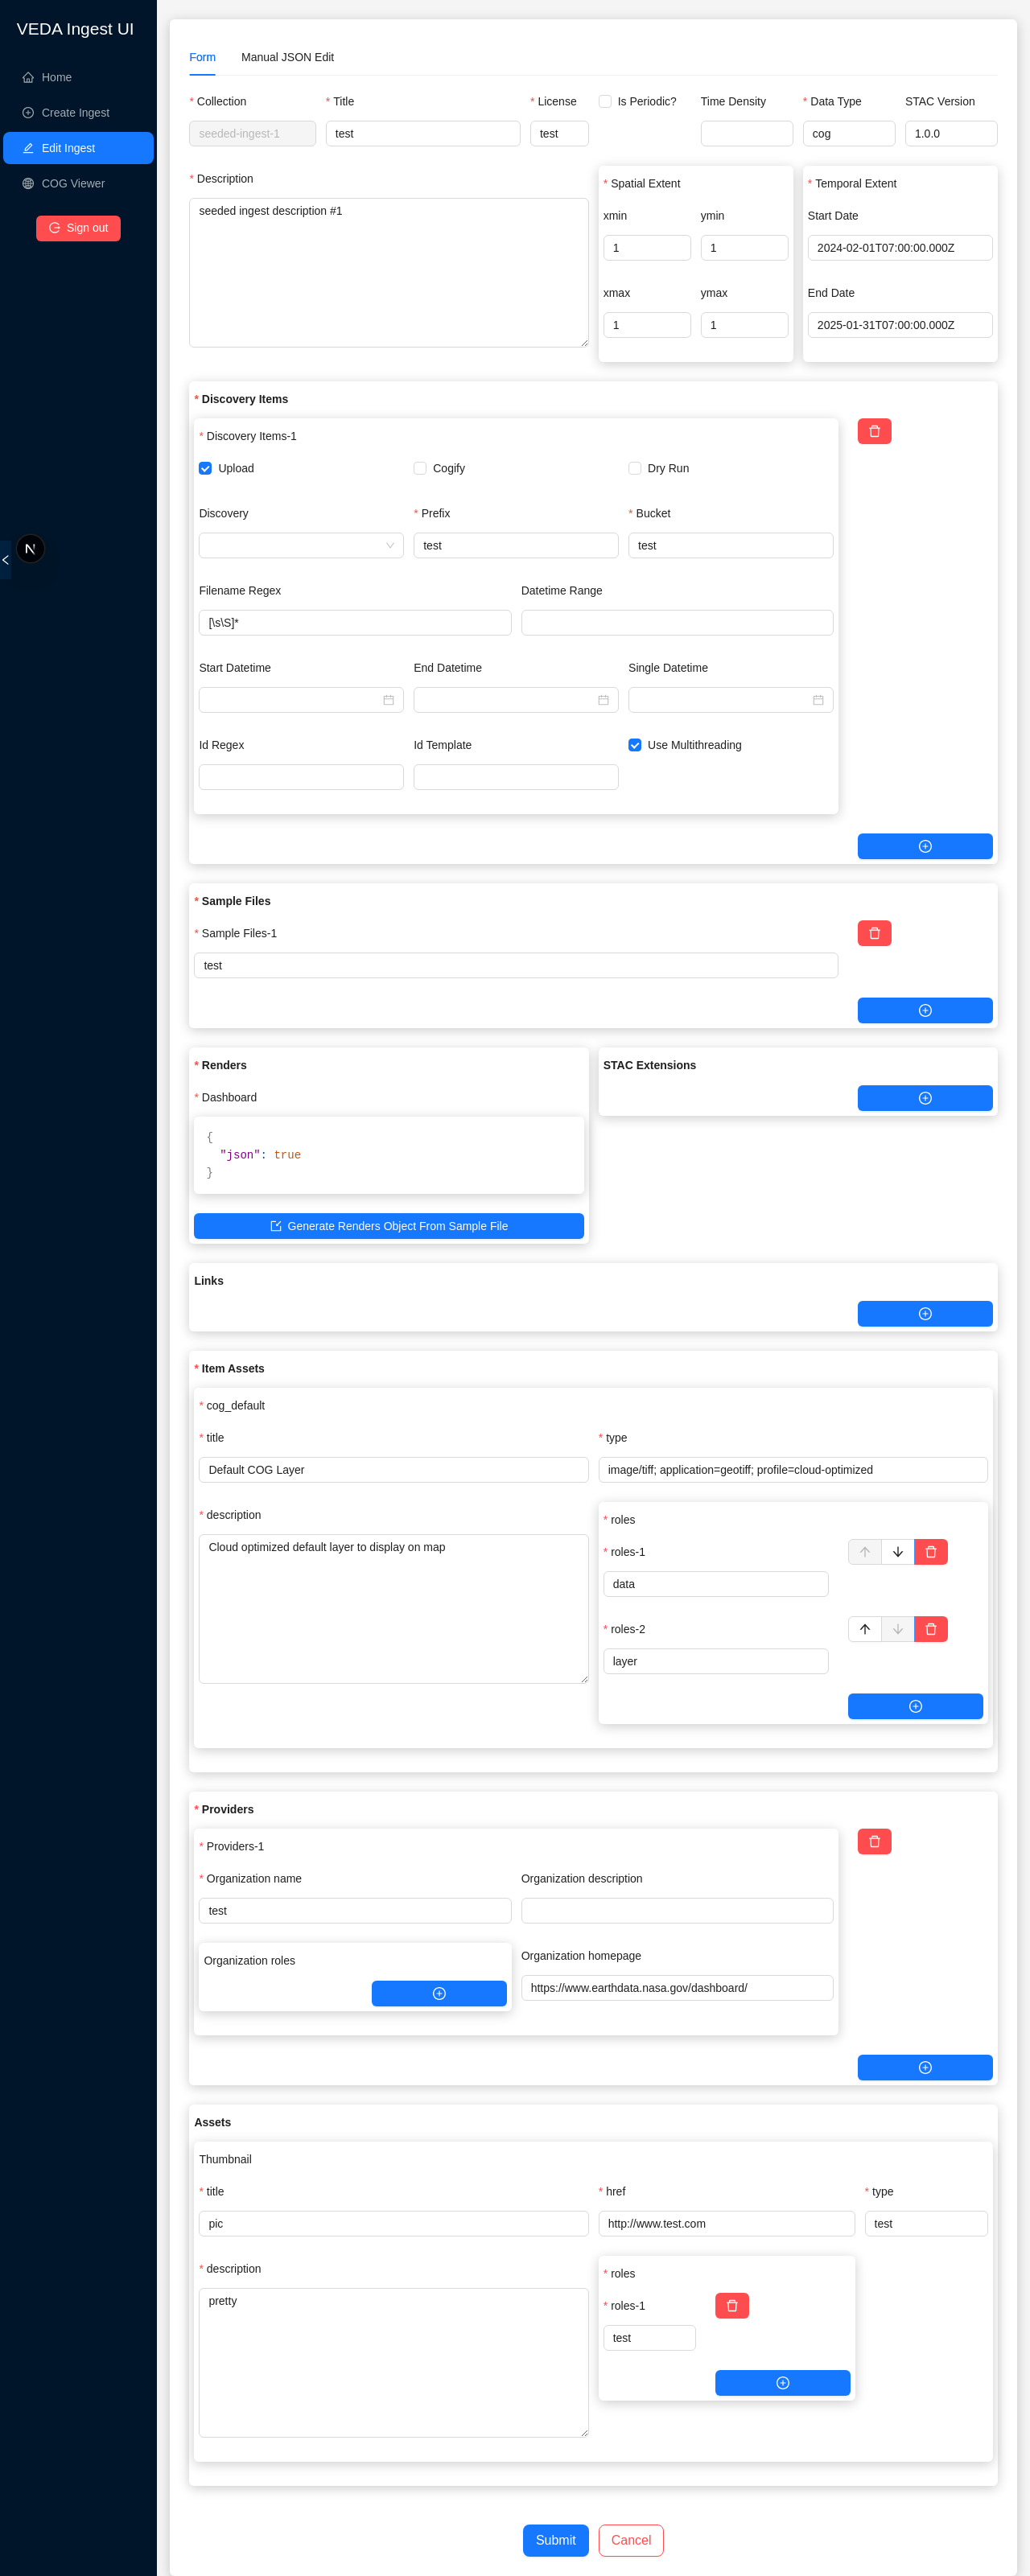 VEDA Ingest UI
Home
Create Ingest
Edit Ingest
COG Viewer
Sign out
Form Manual JSON Edit
* Collection * Title * License Is Periodic? Time Density * Data Type STAC Version
seeded-ingest-1 test test cog 1.0.0
* Description
seeded ingest description #1
* Spatial Extent
xmin ymin
1 1
xmax ymax
1 1
* Temporal Extent
Start Date
2024-02-01T07:00:00.000Z
End Date
2025-01-31T07:00:00.000Z
* Discovery Items
* Discovery Items-1
Upload Cogify Dry Run
Discovery * Prefix * Bucket
test test
Filename Regex Datetime Range
[\s\S]*
Start Datetime End Datetime Single Datetime
Id Regex Id Template Use Multithreading
* Sample Files
* Sample Files-1
test
* Renders
* Dashboard
{
"json": true
}
Generate Renders Object From Sample File
STAC Extensions
Links
* Item Assets
* cog_default
* title * type
Default COG Layer image/tiff; application=geotiff; profile=cloud-optimized
* description
Cloud optimized default layer to display on map
* roles
* roles-1
data
* roles-2
layer
* Providers
* Providers-1
* Organization name Organization description
test
Organization roles Organization homepage
https://www.earthdata.nasa.gov/dashboard/
Assets
Thumbnail
* title * href * type
pic http://www.test.com test
* description
pretty
* roles
* roles-1
test
Submit Cancel